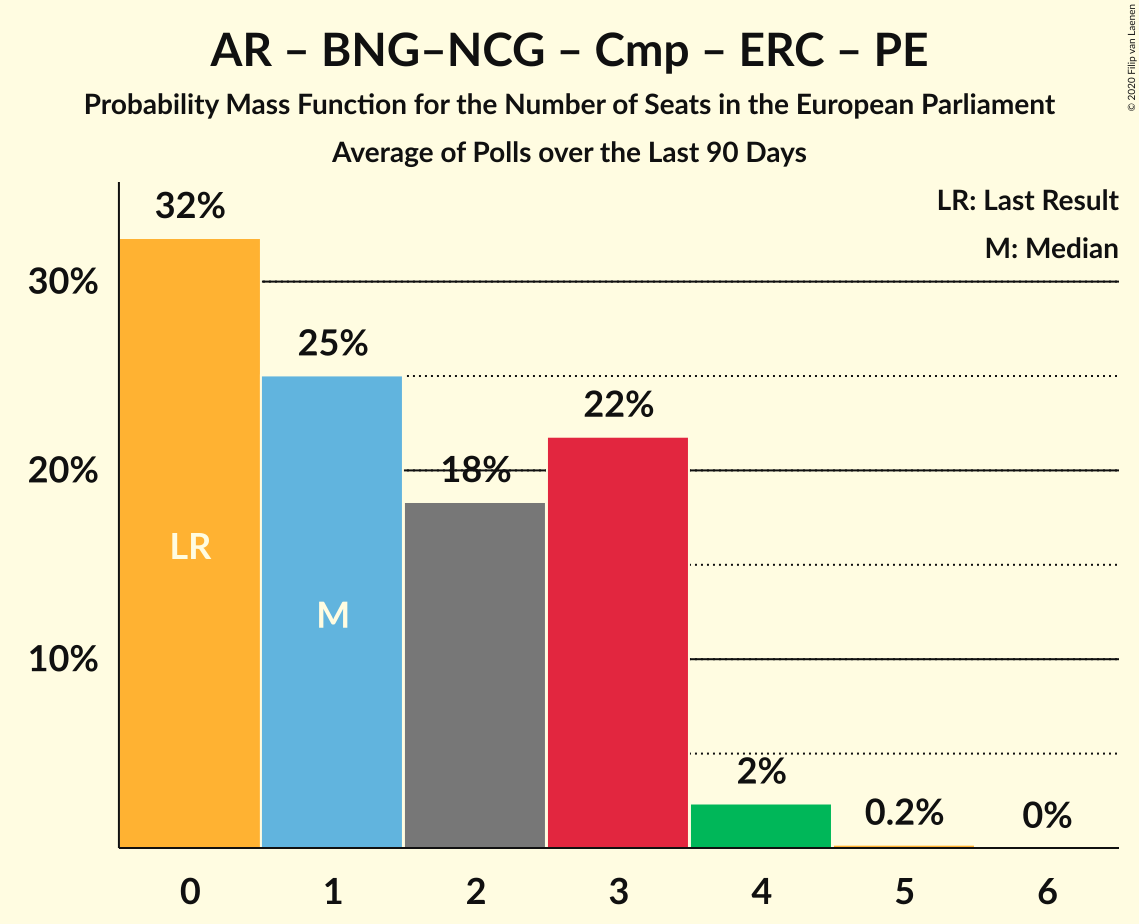 AR – BNG–NCG – Cmp – ERC – PE
Probability Mass Function for the Number of Seats in the European Parliament
Average of Polls over the Last 90 Days
© 2020 Filip van Laenen
LR: Last Result
M: Median
32%
25%
18%
22%
2%
0.2%
0%
30%
20%
10%
LR
M
0 1 2 3 4 5 6